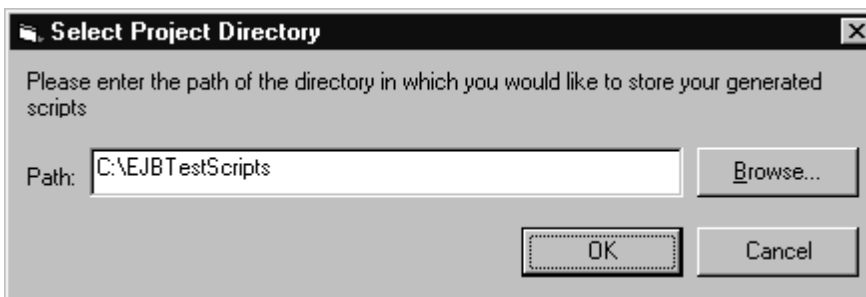 Select Project Directory
Please enter the path of the directory in which you would like to store your generated
scripts
Path: C:\EJBTestScripts Browse...
OK Cancel